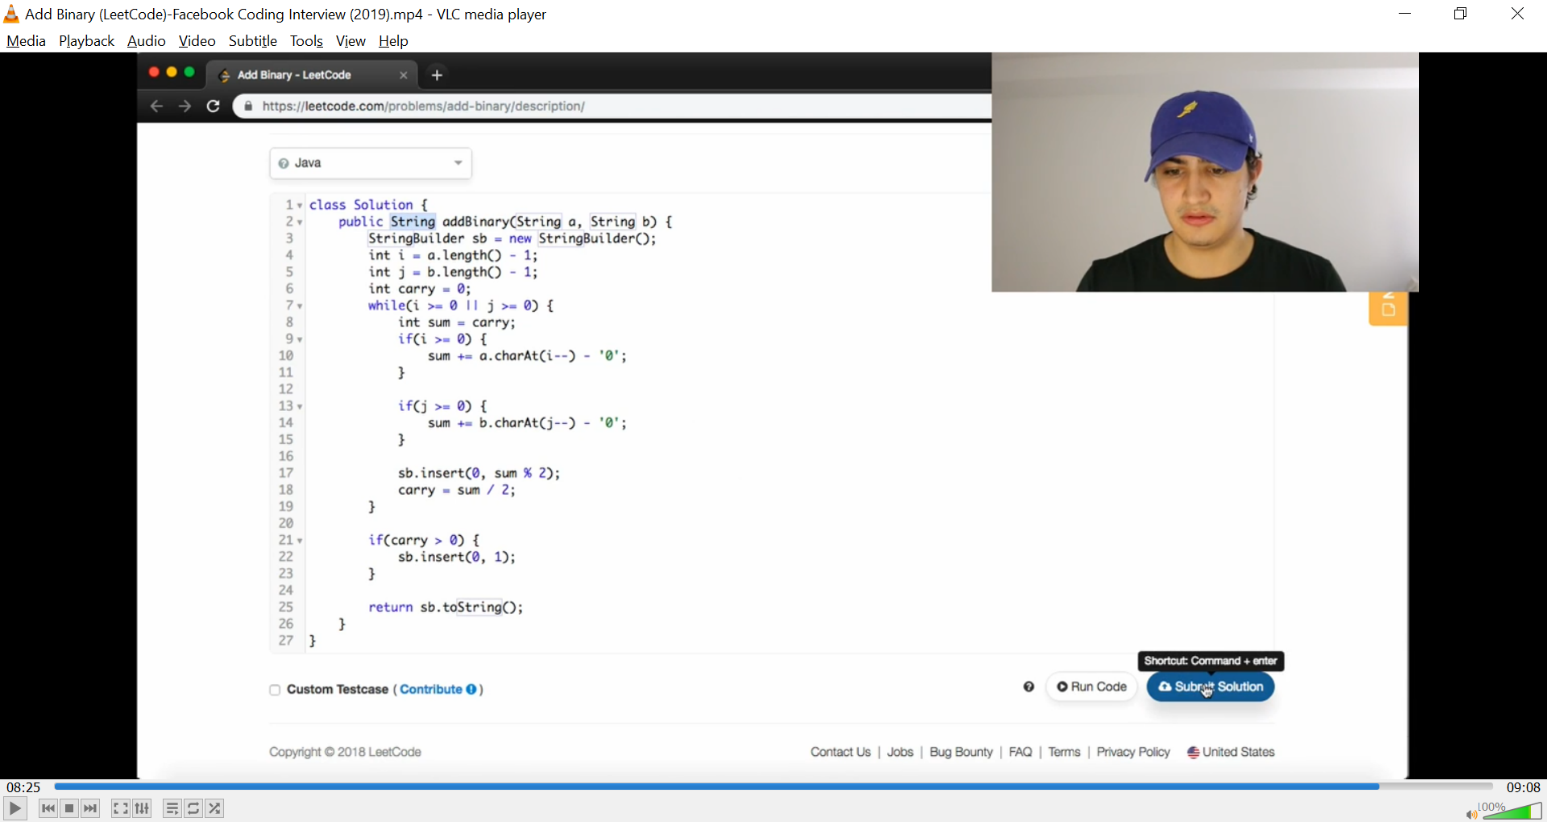 Add Binary (LeetCode)-Facebook Coding Interview (2019).mp4 - VLC media player
Media Playback Audio Video Subtitle Tools View Help
Add Binary - LeetCode
https://leetcode.com/problems/add-binary/description/
Java
1 class Solution {
2 public String addBinary(String a, String b) {
3 StringBuilder sb = new StringBuilder();
4 int i = a.length() - 1;
5 int j = b.length() - 1;
6 int carry = 0;
7 while(i >= 0 || j >= 0) {
8 int sum = carry;
9 if(i >= 0) {
10 sum += a.charAt(i--) - '0';
11 }
12
13 if(j >= 0) {
14 sum += b.charAt(j--) - '0';
15 }
16
17 sb.insert(0, sum % 2);
18 carry = sum / 2;
19 }
20
21 if(carry > 0) {
22 sb.insert(0, 1);
23 }
24
25 return sb.toString();
26 }
27 }
Shortcut: Command + enter
Custom Testcase ( Contribute )
Run Code
Submit Solution
Copyright © 2018 LeetCode
Contact Us | Jobs | Bug Bounty | FAQ | Terms | Privacy Policy United States
08:25
09:08
100%